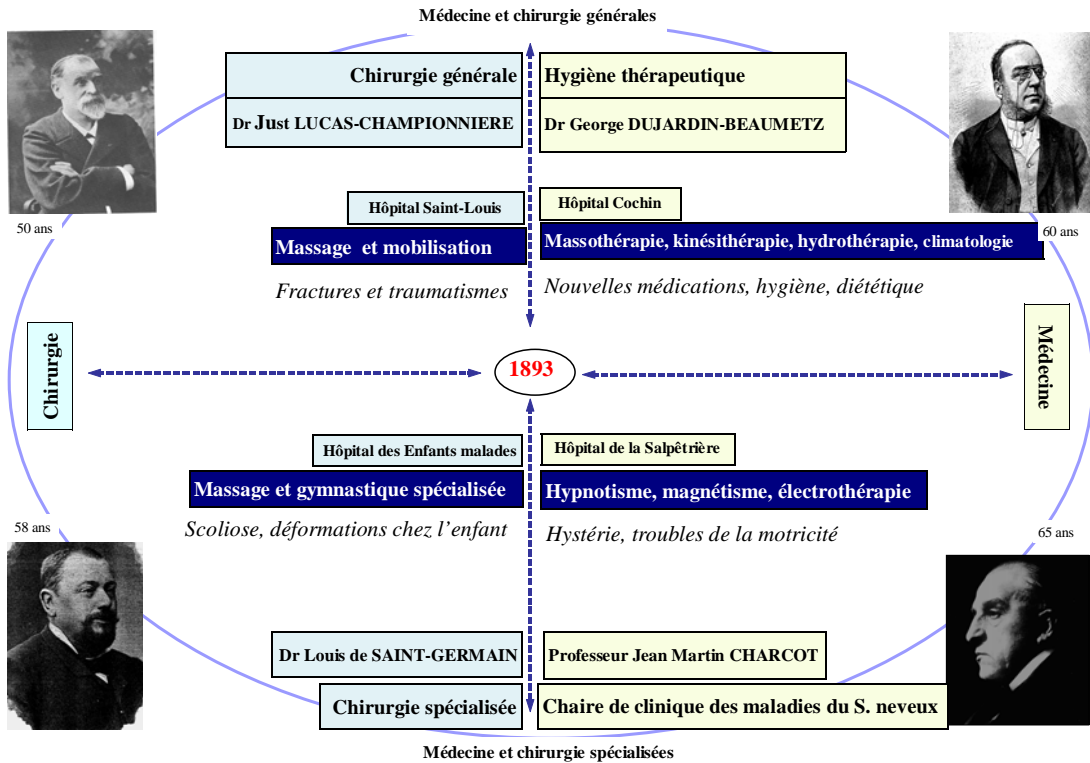 Médecine et chirurgie générales
Chirurgie générale
Hygiène thérapeutique
Dr Just LUCAS-CHAMPIONNIERE
Dr George DUJARDIN-BEAUMETZ
Hôpital Saint-Louis
Hôpital Cochin
50 ans
60 ans
Massage et mobilisation
Massothérapie, kinésithérapie, hydrothérapie, climatologie
Fractures et traumatismes
Nouvelles médications, hygiène, diététique
Chirurgie
1893
Médecine
Hôpital des Enfants malades
Hôpital de la Salpêtrière
Massage et gymnastique spécialisée
Hypnotisme, magnétisme, électrothérapie
58 ans
Scoliose, déformations chez l’enfant
Hystérie, troubles de la motricité
65 ans
Dr Louis de SAINT-GERMAIN
Professeur Jean Martin CHARCOT
Chirurgie spécialisée
Chaire de clinique des maladies du S. neveux
Médecine et chirurgie spécialisées